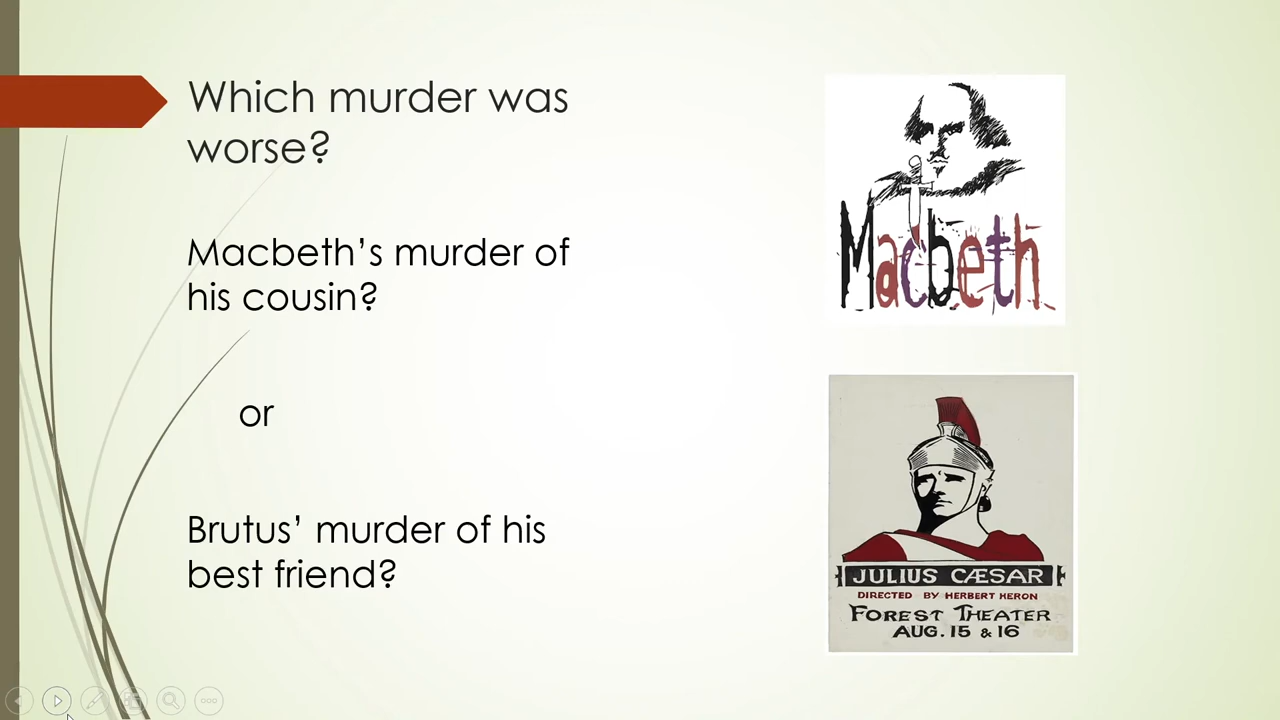 Which murder was
worse?
Macbeth's murder of
his cousin?
or
Brutus' murder of his
best friend?
Macbeth
JULIUS CÆSAR
DIRECTED BY HERBERT HERON
FOREST THEATER
AUG. 15 & 16